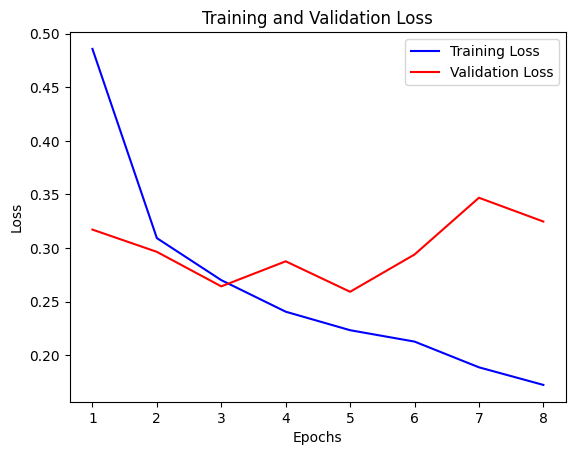 Training and Validation Loss
Training Loss
Validation Loss
0.50
0.45
0.40
0.35
0.30
0.25
0.20
Loss
1 2 3 4 5 6 7 8
Epochs